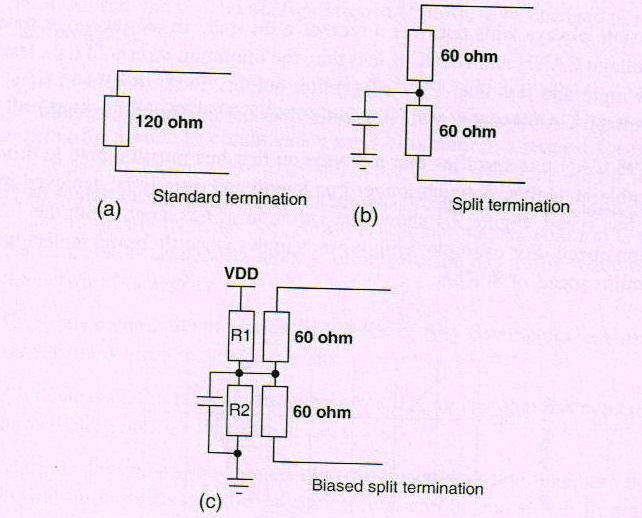 60 ohm
120 ohm
60 ohm
(a)
Standard termination
(b)
Split termination
VDD
R1
60 ohm
R2
60 ohm
(c)
Biased split termination